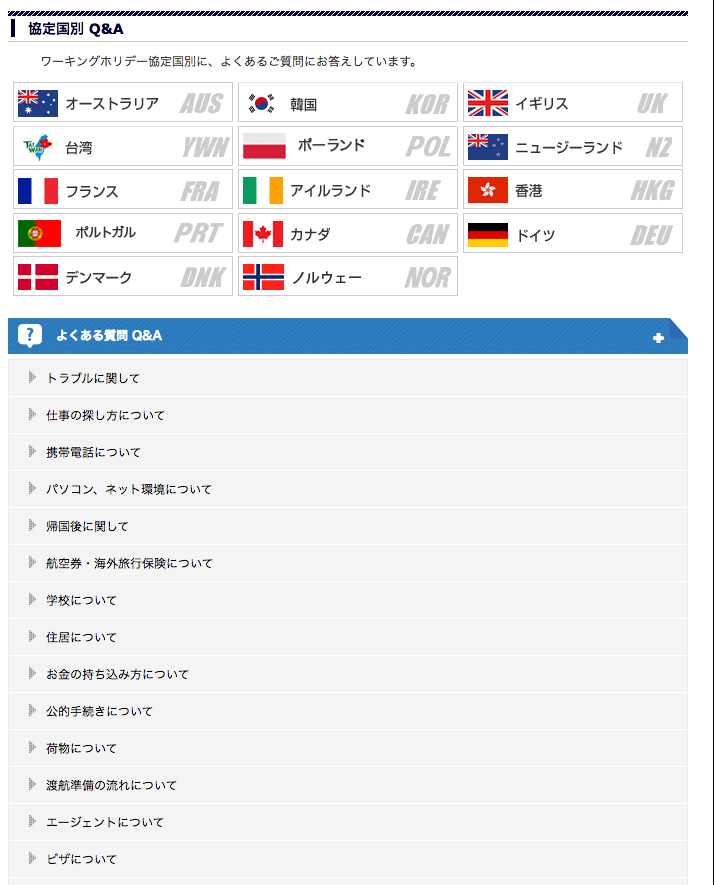 協定国別 Q&A
ワーキングホリデー協定国別に、よくあるご質問にお答えしています。
オーストラリア AUS
韓国 KOR
イギリス UK
台湾 YWN
ポーランド POL
ニュージーランド NZ
フランス FRA
アイルランド IRE
香港 HKG
ポルトガル PRT
カナダ CAN
ドイツ DEU
デンマーク DNK
ノルウェー NOR
? よくある質問 Q&A
トラブルに関して
仕事の探し方について
携帯電話について
パソコン、ネット環境について
帰国後に関して
航空券・海外旅行保険について
学校について
住居について
お金の持ち込み方について
公的手続きについて
荷物について
渡航準備の流れについて
エージェントについて
ビザについて